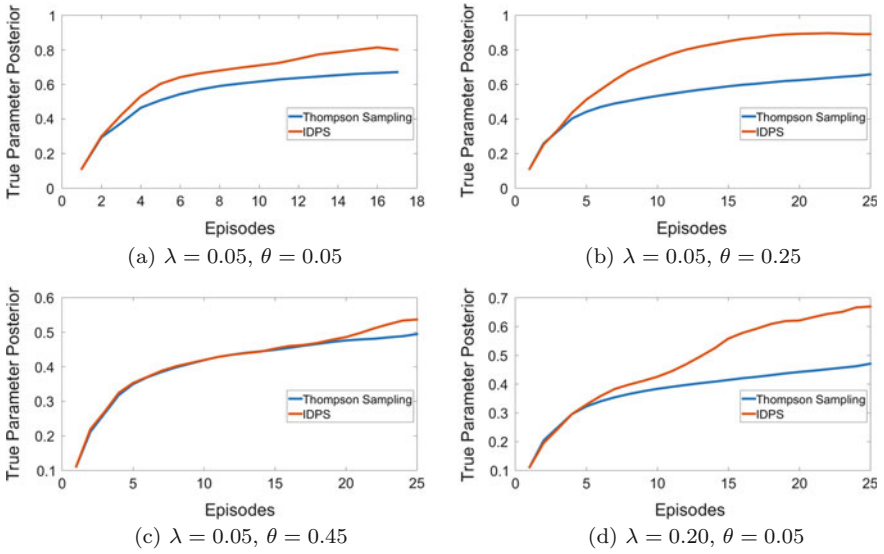 True Parameter Posterior
1
0.8
0.6
0.4
0.2
0
0 2 4 6 8 10 12 14 16 18
Episodes
Thompson Sampling
IDPS
(a) λ = 0.05, θ = 0.05
True Parameter Posterior
1
0.8
0.6
0.4
0.2
0
0 5 10 15 20 25
Episodes
Thompson Sampling
IDPS
(b) λ = 0.05, θ = 0.25
True Parameter Posterior
0.6
0.5
0.4
0.3
0.2
0.1
0 5 10 15 20 25
Episodes
Thompson Sampling
IDPS
(c) λ = 0.05, θ = 0.45
True Parameter Posterior
0.7
0.6
0.5
0.4
0.3
0.2
0.1
0 5 10 15 20 25
Episodes
Thompson Sampling
IDPS
(d) λ = 0.20, θ = 0.05